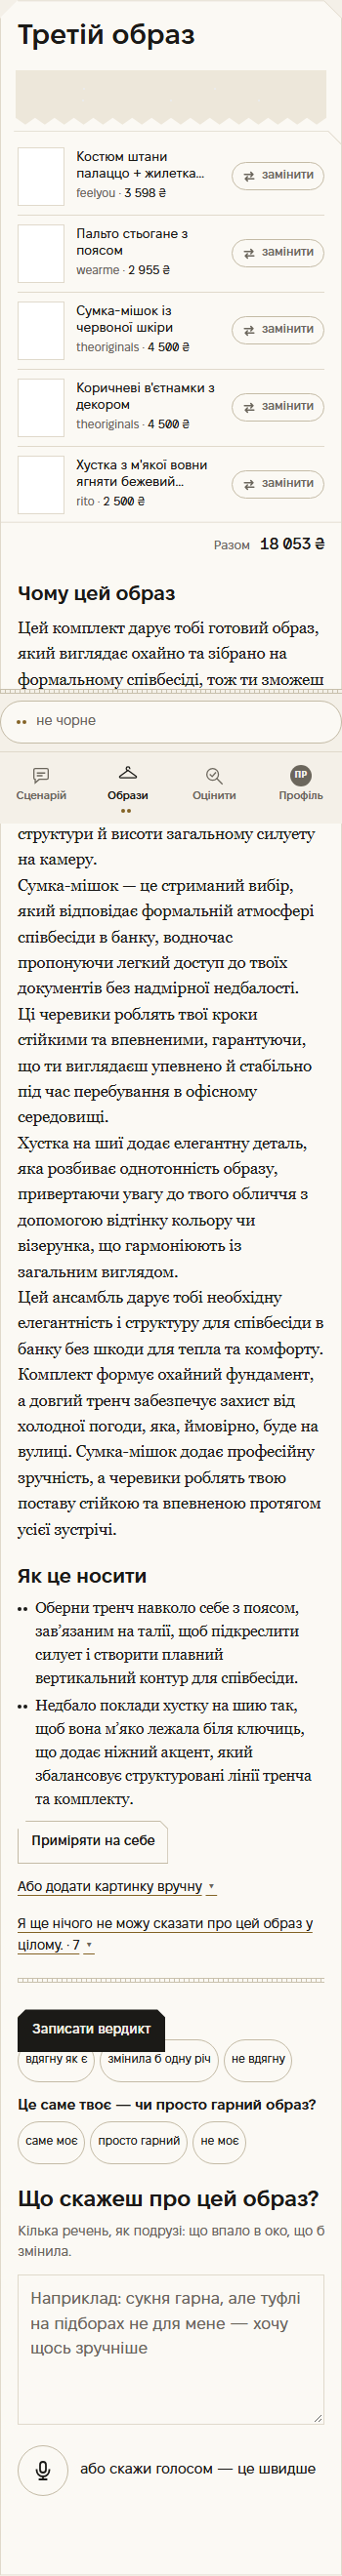 Третій образ
Костюм штани
палаццо + жилетка...
feelyou · 3 598 ₴
замінити
Пальто стьогане з
поясом
wearme · 2 955 ₴
замінити
Сумка-мішок із
червоної шкіри
theoriginals · 4 500 ₴
замінити
Коричневі в'єтнамки з
декором
theoriginals · 4 500 ₴
замінити
Хустка з м'якої вовни
ягняти бежевий...
rito · 2 500 ₴
замінити
Разом 18 053 ₴
Чому цей образ
Цей комплект дарує тобі готовий образ,
який виглядає охайно та зібрано на
формальному співбесіді, тож ти зможеш
не чорне
Сценарій
Образи
Оцінити
ПР
Профіль
структури й висоти загальному силуету
на камеру.
Сумка-мішок — це стриманий вибір,
який відповідає формальній атмосфері
співбесіди в банку, водночас
пропонуючи легкий доступ до твоїх
документів без надмірної недбалості.
Ці черевики роблять твої кроки
стійкими та впевненими, гарантуючи,
що ти виглядаєш упевнено й стабільно
під час перебування в офісному
середовищі.
Хустка на шиї додає елегантну деталь,
яка розбиває однотонність образу,
привертаючи увагу до твого обличчя з
допомогою відтінку кольору чи
візерунка, що гармоніюють із
загальним виглядом.
Цей ансамбль дарує тобі необхідну
елегантність і структуру для співбесіди в
банку без шкоди для тепла та комфорту.
Комплект формує охайний фундамент,
а довгий тренч забезпечує захист від
холодної погоди, яка, ймовірно, буде на
вулиці. Сумка-мішок додає професійну
зручність, а черевики роблять твою
поставу стійкою та впевненою протягом
усієї зустрічі.
Як це носити
Оберни тренч навколо себе з поясом,
зав’язаним на талії, щоб підкреслити
силует і створити плавний
вертикальний контур для співбесіди.
Недбало поклади хустку на шию так,
щоб вона м’яко лежала біля ключиць,
що додає ніжний акцент, який
збалансовує структуровані лінії тренча
та комплекту.
Приміряти на себе
Або додати картинку вручну
Я ще нічого не можу сказати про цей образ у
цілому. · 7
Записати вердикт
вдягну як є
змінила б одну річ
не вдягну
Це саме твоє — чи просто гарний образ?
саме моє
просто гарний
не моє
Що скажеш про цей образ?
Кілька речень, як подрузі: що впало в око, що б
змінила.
Наприклад: сукня гарна, але туфлі
на підборах не для мене — хочу
щось зручніше
або скажи голосом — це швидше